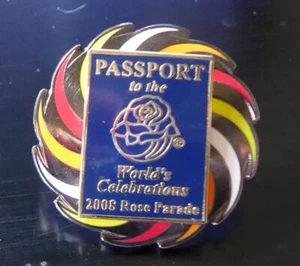 PASSPORT
to the
®
World's
Celebrations
2008 Rose Parade